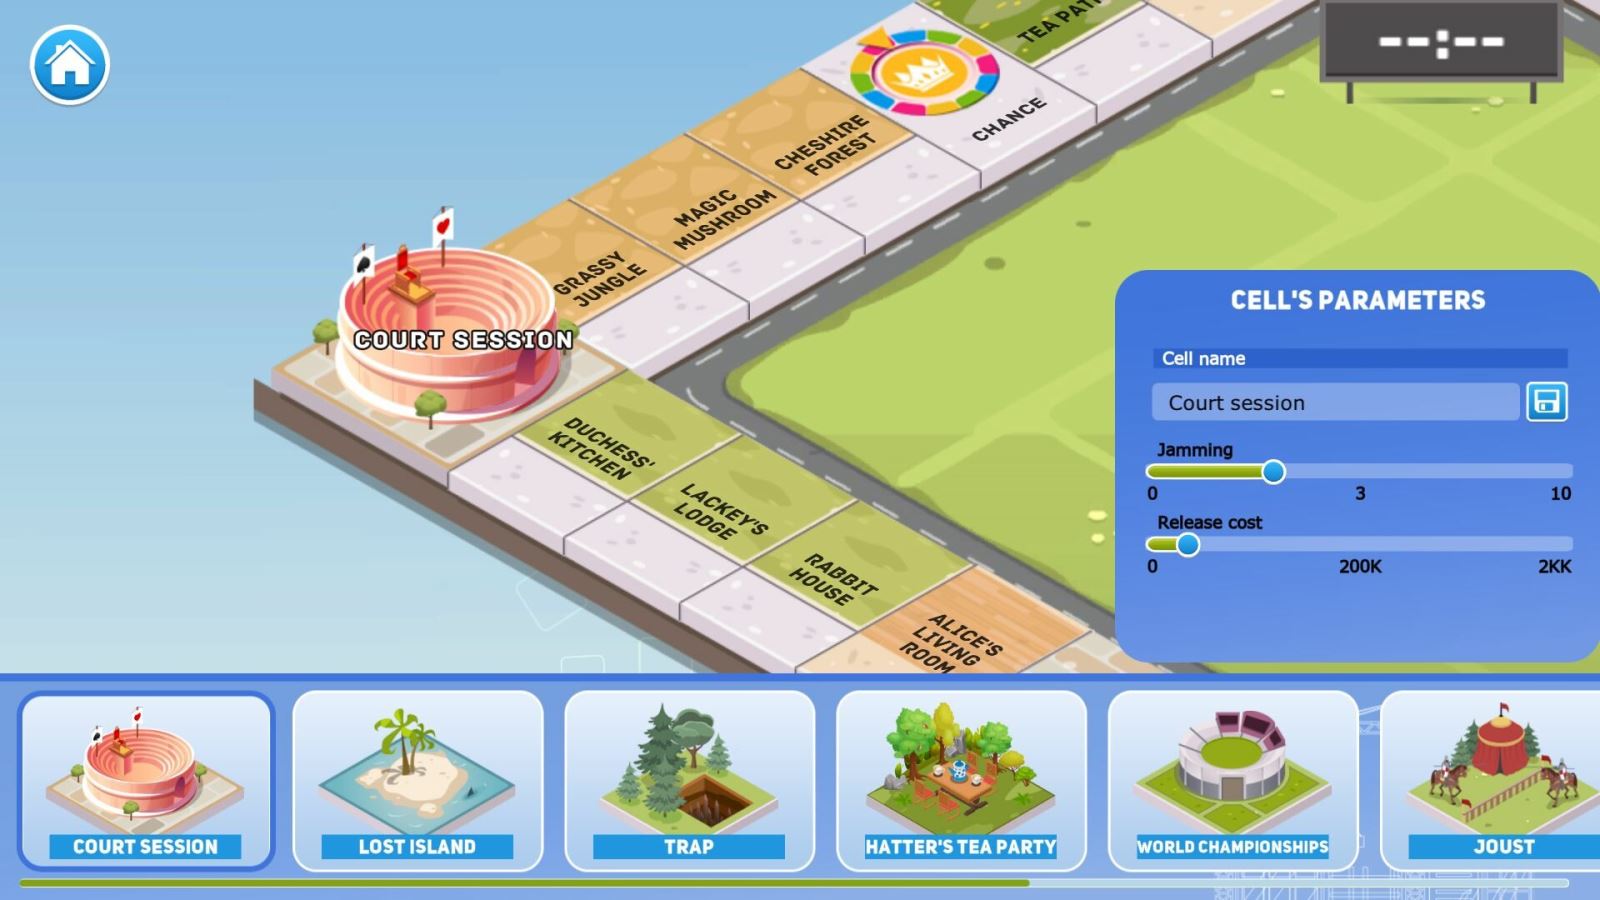 TEA PAT
--:--
CHANCE
CHESHIRE
FOREST
MAGIC
MUSHROOM
GRASSY
JUNGLE
COURT SESSION
DUCHESS'
KITCHEN
LACKEY'S
LODGE
RABBIT
HOUSE
ALICE'S
LIVING
ROOM
CELL'S PARAMETERS
Cell name
Court session
Jamming
0 3 10
Release cost
0 200K 2KK
COURT SESSION
LOST ISLAND
TRAP
HATTER'S TEA PARTY
WORLD CHAMPIONSHIPS
JOUST